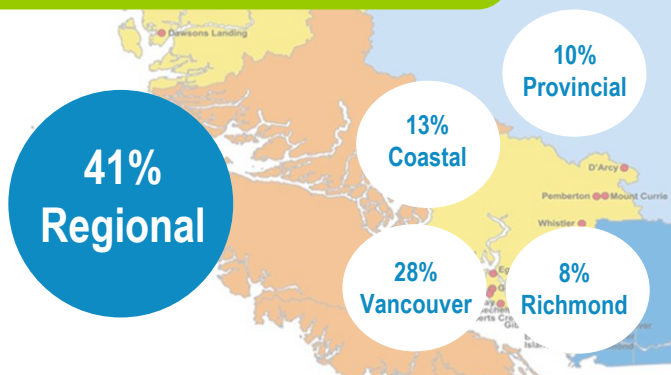 Dawsons Landing
10%
Provincial
13%
Coastal
41%
Regional
D'Arcy
Pemberton
Mount Currie
Whistler
28%
Vancouver
8%
Richmond